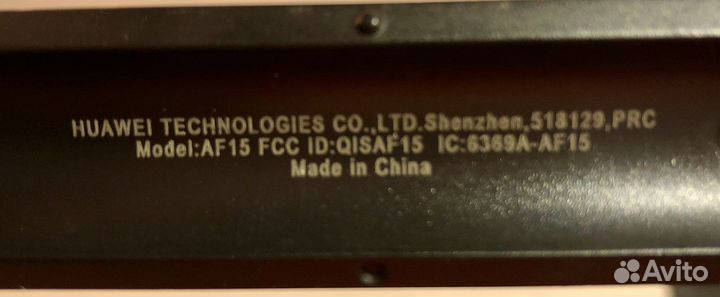 HUAWEI TECHNOLOGIES CO.,LTD.Shenzhen,518129,PRC
Model:AF15 FCC ID:QISAF15 IC:6369A-AF15
Made in China
Avito